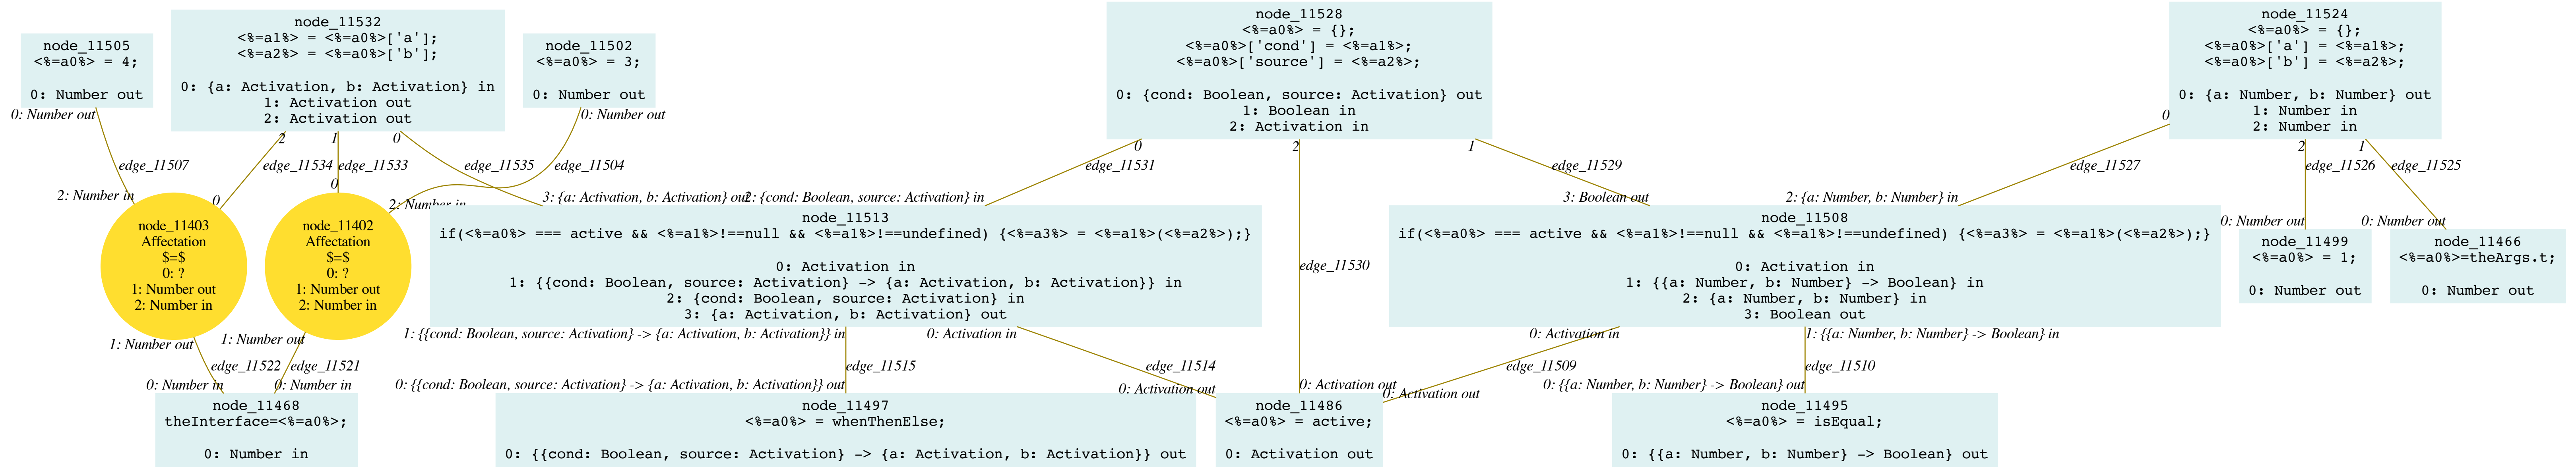 node_11505
<%=a0%> = 4;
0: Number out
node_11532
<%=a1%> = <%=a0%>['a'];
<%=a2%> = <%=a0%>['b'];
0: {a: Activation, b: Activation} in
1: Activation out
2: Activation out
node_11502
<%=a0%> = 3;
0: Number out
node_11528
<%=a0%> = {};
<%=a0%>['cond'] = <%=a1%>;
<%=a0%>['source'] = <%=a2%>;
0: {cond: Boolean, source: Activation} out
1: Boolean in
2: Activation in
node_11524
<%=a0%> = {};
<%=a0%>['a'] = <%=a1%>;
<%=a0%>['b'] = <%=a2%>;
0: {a: Number, b: Number} out
1: Number in
2: Number in
0: Number out
2
1
0
0: Number out
0
2
1
0
2
1
edge_11507
edge_11534
edge_11533
edge_11535
edge_11504
edge_11531
edge_11529
edge_11527
edge_11526
edge_11525
2: Number in
0
0
2: Number in
3: {a: Activation, b: Activation} out
2: {cond: Boolean, source: Activation} in
3: Boolean out
2: {a: Number, b: Number} in
0: Number out
0: Number out
node_11403
Affectation
$=$
0: ?
1: Number out
2: Number in
node_11402
Affectation
$=$
0: ?
1: Number out
2: Number in
node_11513
if(<%=a0%> === active && <%=a1%>!==null && <%=a1%>!==undefined) {<%=a3%> = <%=a1%>(<%=a2%>);}
0: Activation in
1: {{cond: Boolean, source: Activation} -> {a: Activation, b: Activation}} in
2: {cond: Boolean, source: Activation} in
3: {a: Activation, b: Activation} out
edge_11530
node_11508
if(<%=a0%> === active && <%=a1%>!==null && <%=a1%>!==undefined) {<%=a3%> = <%=a1%>(<%=a2%>);}
0: Activation in
1: {{a: Number, b: Number} -> Boolean} in
2: {a: Number, b: Number} in
3: Boolean out
node_11499
<%=a0%> = 1;
0: Number out
node_11466
<%=a0%>=theArgs.t;
0: Number out
1: Number out
1: Number out
1: {{cond: Boolean, source: Activation} -> {a: Activation, b: Activation}} in
0: Activation in
0: Activation in
1: {{a: Number, b: Number} -> Boolean} in
edge_11522
edge_11521
edge_11515
edge_11514
edge_11509
edge_11510
0: Number in
0: Number in
0: {{cond: Boolean, source: Activation} -> {a: Activation, b: Activation}} out
0: Activation out
0: Activation out
0: Activation out
0: {{a: Number, b: Number} -> Boolean} out
node_11468
theInterface=<%=a0%>;
0: Number in
node_11497
<%=a0%> = whenThenElse;
0: {{cond: Boolean, source: Activation} -> {a: Activation, b: Activation}} out
node_11486
<%=a0%> = active;
0: Activation out
node_11495
<%=a0%> = isEqual;
0: {{a: Number, b: Number} -> Boolean} out